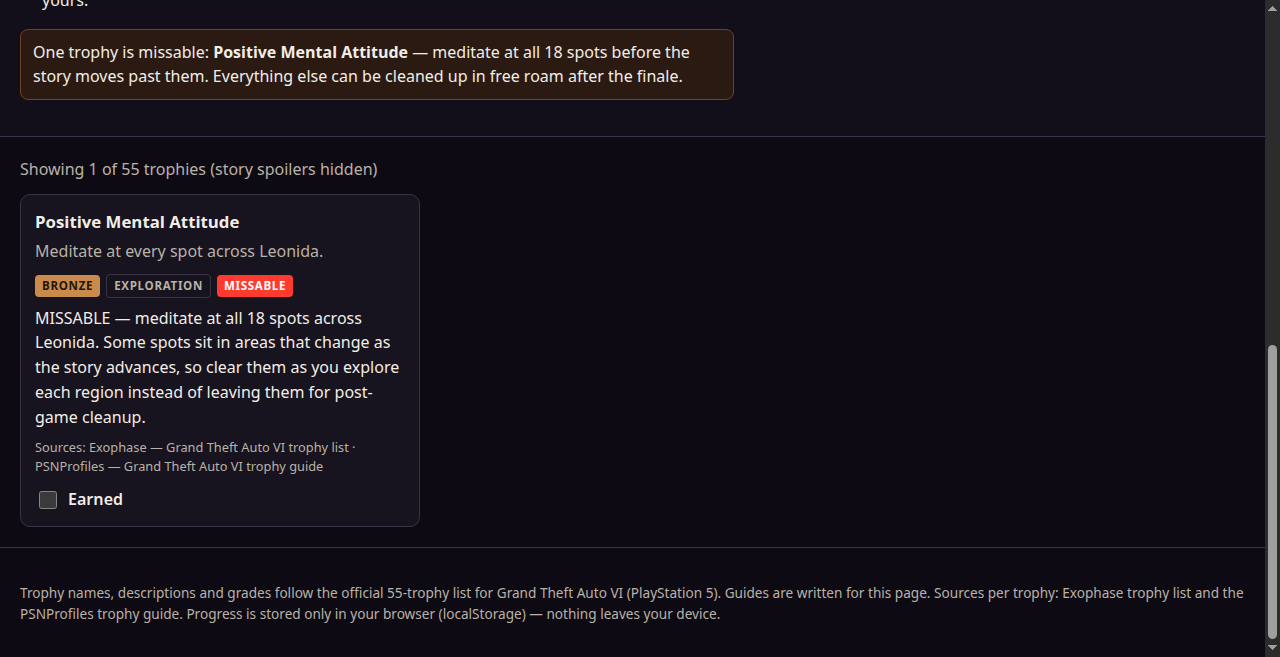 yours.
One trophy is missable: Positive Mental Attitude — meditate at all 18 spots before the
story moves past them. Everything else can be cleaned up in free roam after the finale.
Showing 1 of 55 trophies (story spoilers hidden)
Positive Mental Attitude
Meditate at every spot across Leonida.
BRONZE EXPLORATION MISSABLE
MISSABLE — meditate at all 18 spots across
Leonida. Some spots sit in areas that change as
the story advances, so clear them as you explore
each region instead of leaving them for post-
game cleanup.
Sources: Exophase — Grand Theft Auto VI trophy list ·
PSNProfiles — Grand Theft Auto VI trophy guide
Earned
Trophy names, descriptions and grades follow the official 55-trophy list for Grand Theft Auto VI (PlayStation 5). Guides are written for this page. Sources per trophy: Exophase trophy list and the
PSNProfiles trophy guide. Progress is stored only in your browser (localStorage) — nothing leaves your device.